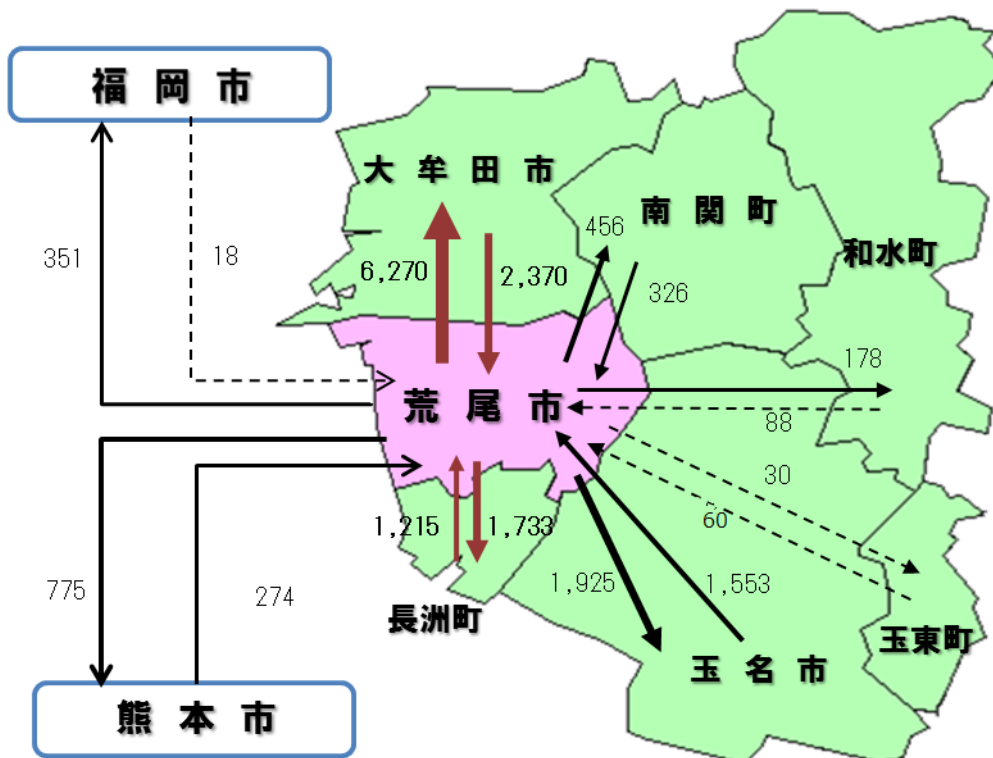 福岡市
大牟田市
南関町
456
和水町
351
18
6,270
2,370
326
178
荒尾市
88
30
60
1,215
1,733
775
274
1,925
1,553
長洲町
玉東町
玉名市
熊本市